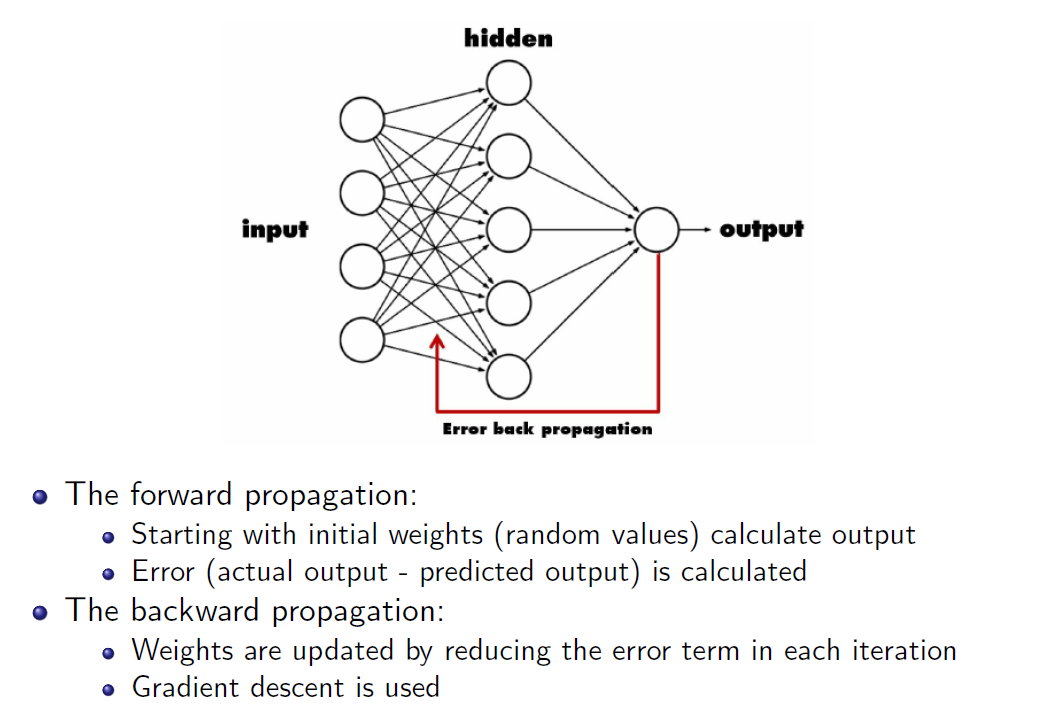 hidden
input
output
Error back propagation
The forward propagation:
Starting with initial weights (random values) calculate output
Error (actual output - predicted output) is calculated
The backward propagation:
Weights are updated by reducing the error term in each iteration
Gradient descent is used